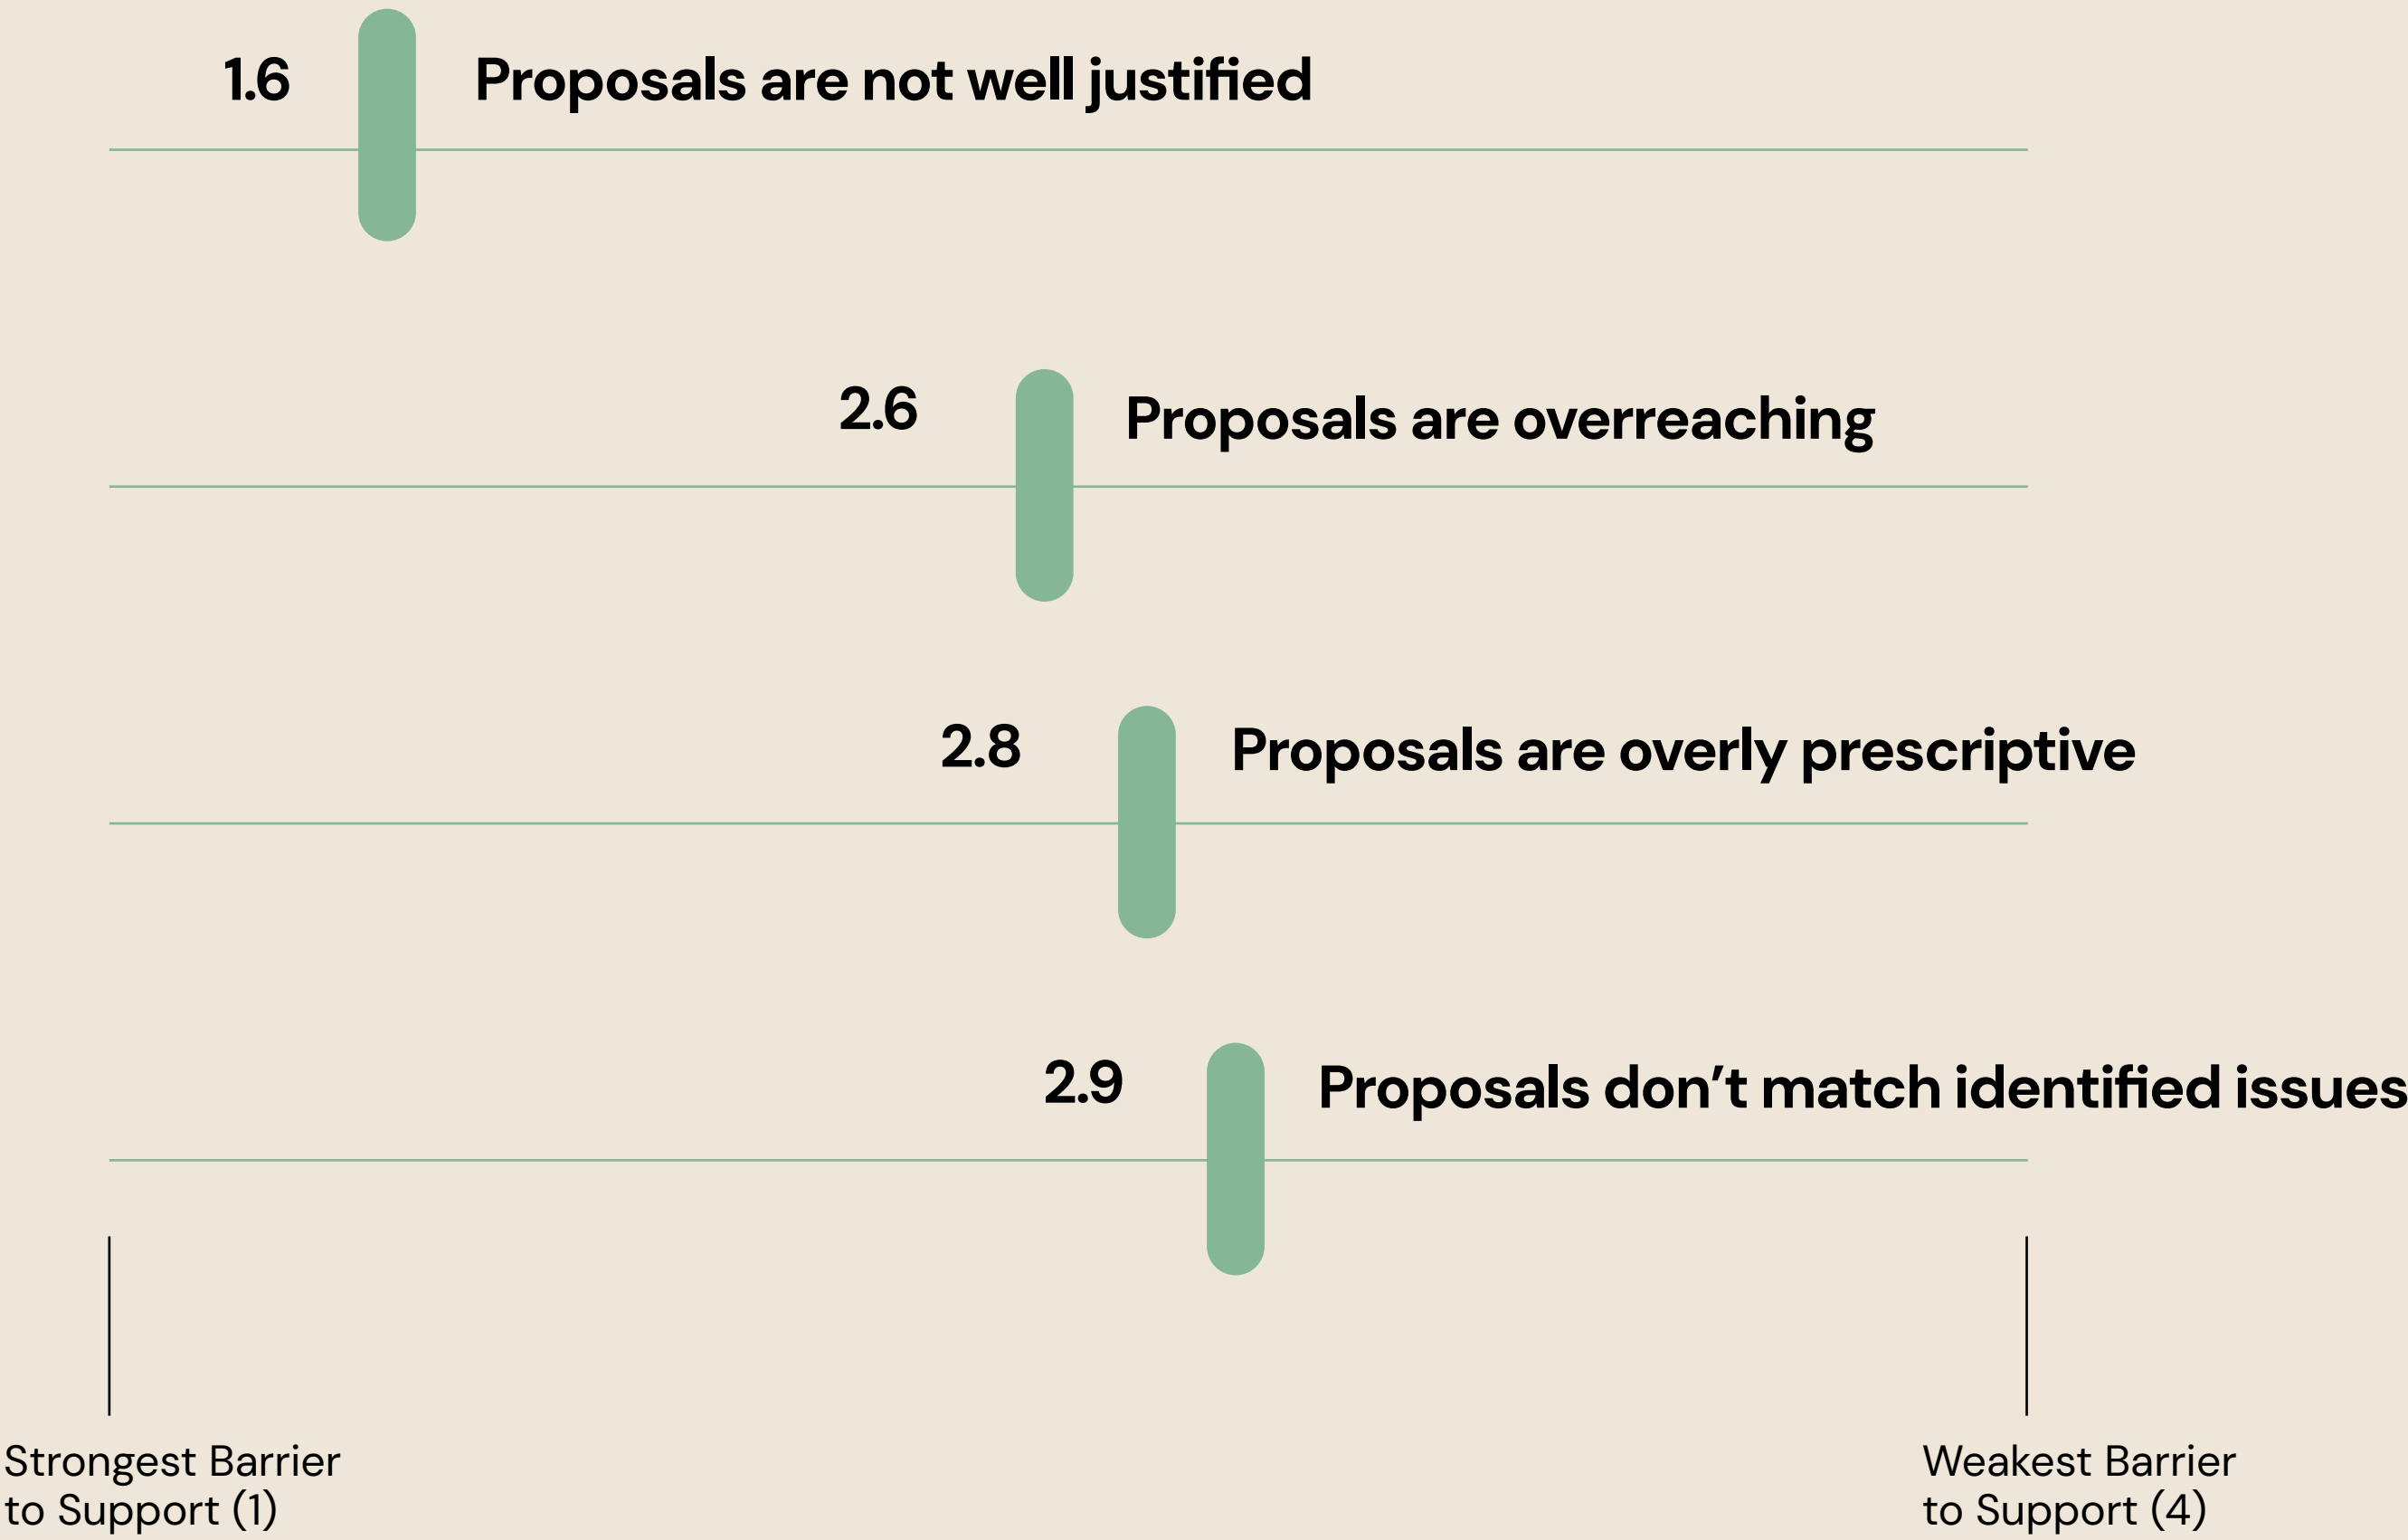 1.6
Proposals are not well justified
2.6
Proposals are overreaching
2.8
Proposals are overly prescriptive
2.9
Proposals don’t match identified issues
Strongest Barrier
to Support (1)
Weakest Barrier
to Support (4)